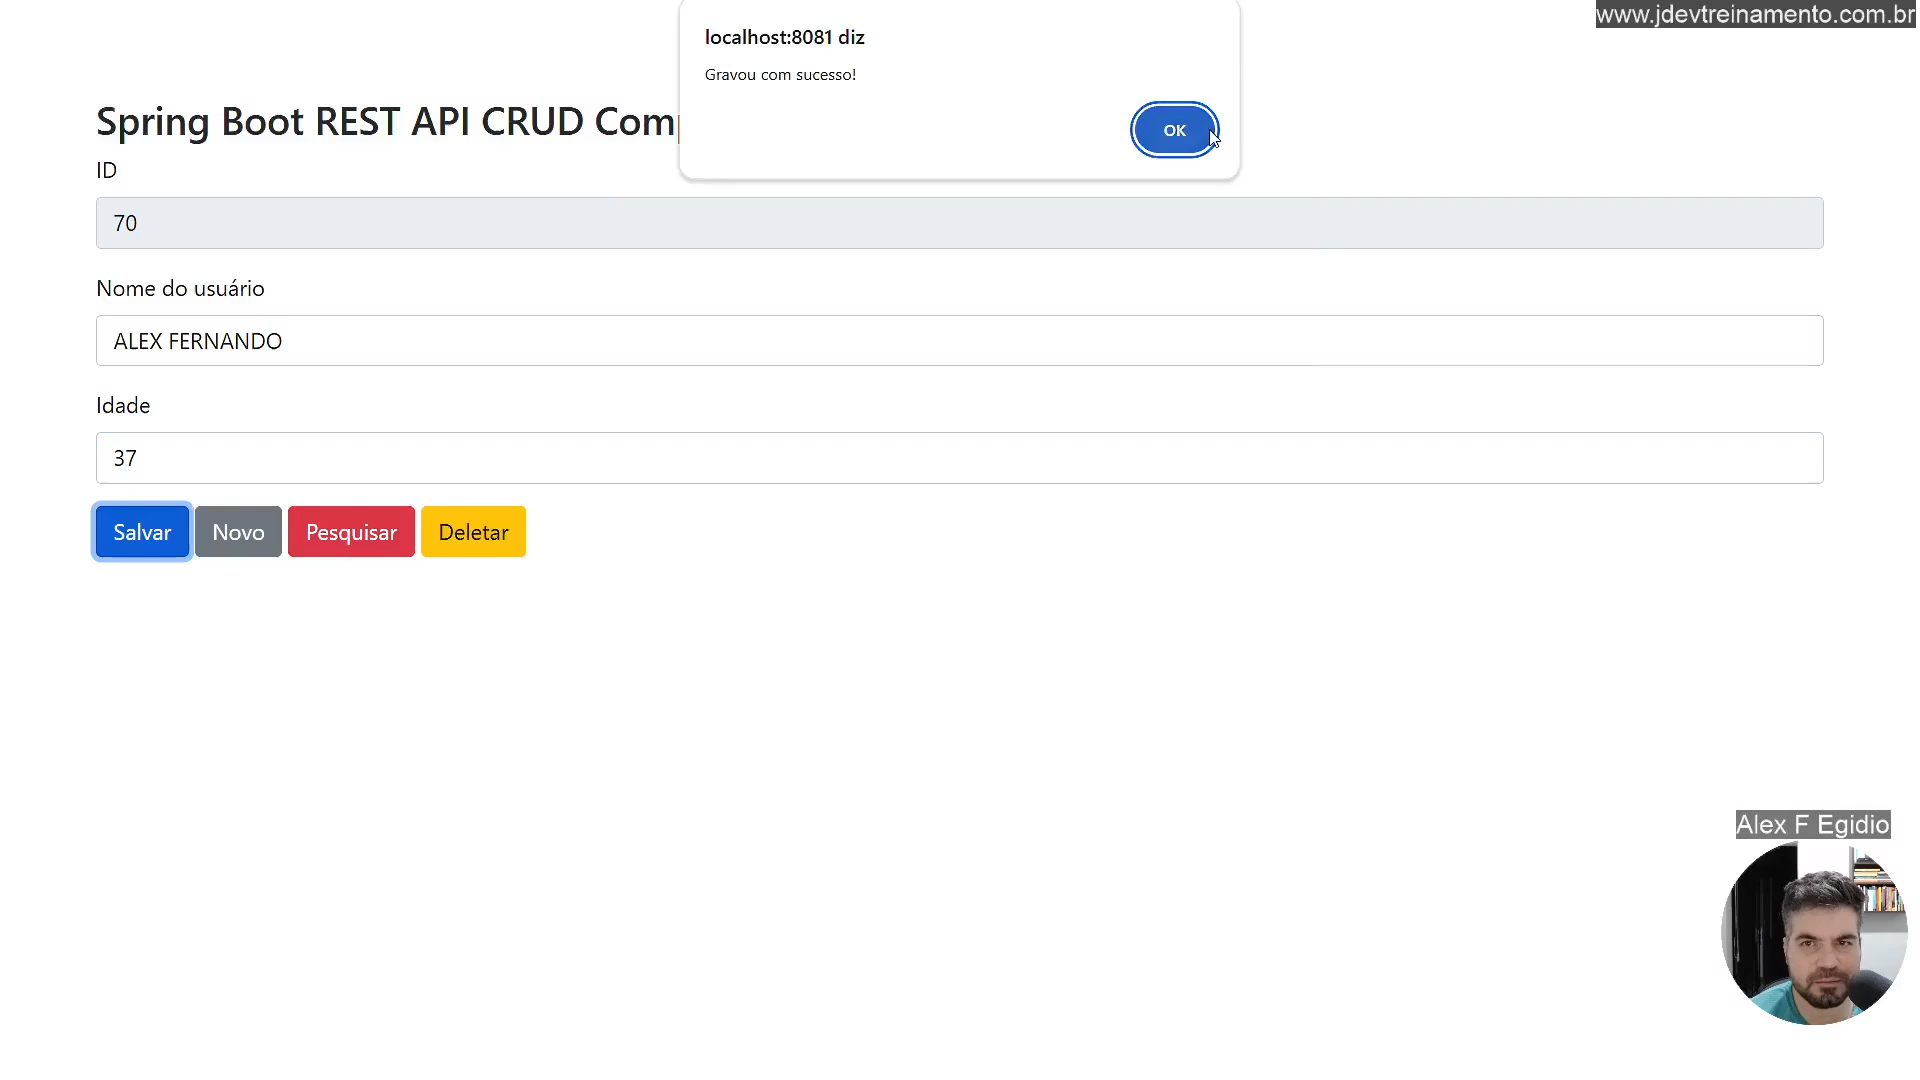 www.jdevtreinamento.com.br
localhost:8081 diz
Gravou com sucesso!
OK
Spring Boot REST API CRUD Com
ID
70
Nome do usuário
ALEX FERNANDO
Idade
37
Salvar Novo Pesquisar Deletar
Alex F Egidio